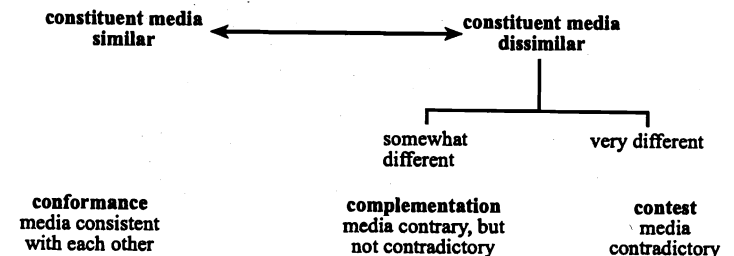 constituent media
similar
constituent media
dissimilar
somewhat
different
very different
conformance
media consistent
with each other
complementation
media contrary, but
not contradictory
contest
media
contradictory